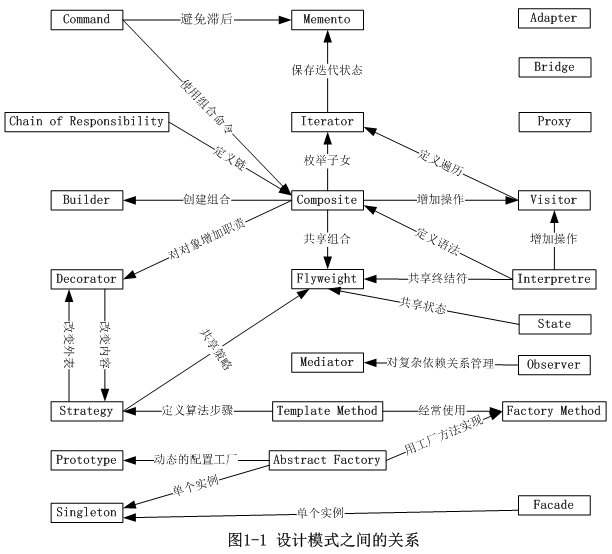 Command
避免滞后
Memento
Adapter
保存迭代状态
Bridge
使用组合命令
Chain of Responsibility
Iterator
Proxy
定义链
枚举子女
定义遍历
Builder
创建组合
Composite
增加操作
Visitor
对对象增加职责
共享组合
定义语法
增加操作
Decorator
Flyweight
共享终结符
Interpretre
改变外表
改变内容
共享策略
共享状态
State
Mediator
对复杂依赖关系管理
Observer
Strategy
定义算法步骤
Template Method
经常使用
Factory Method
用工厂方法实现
Prototype
动态的配置工厂
Abstract Factory
单个实例
Singleton
单个实例
Facade
图1-1 设计模式之间的关系